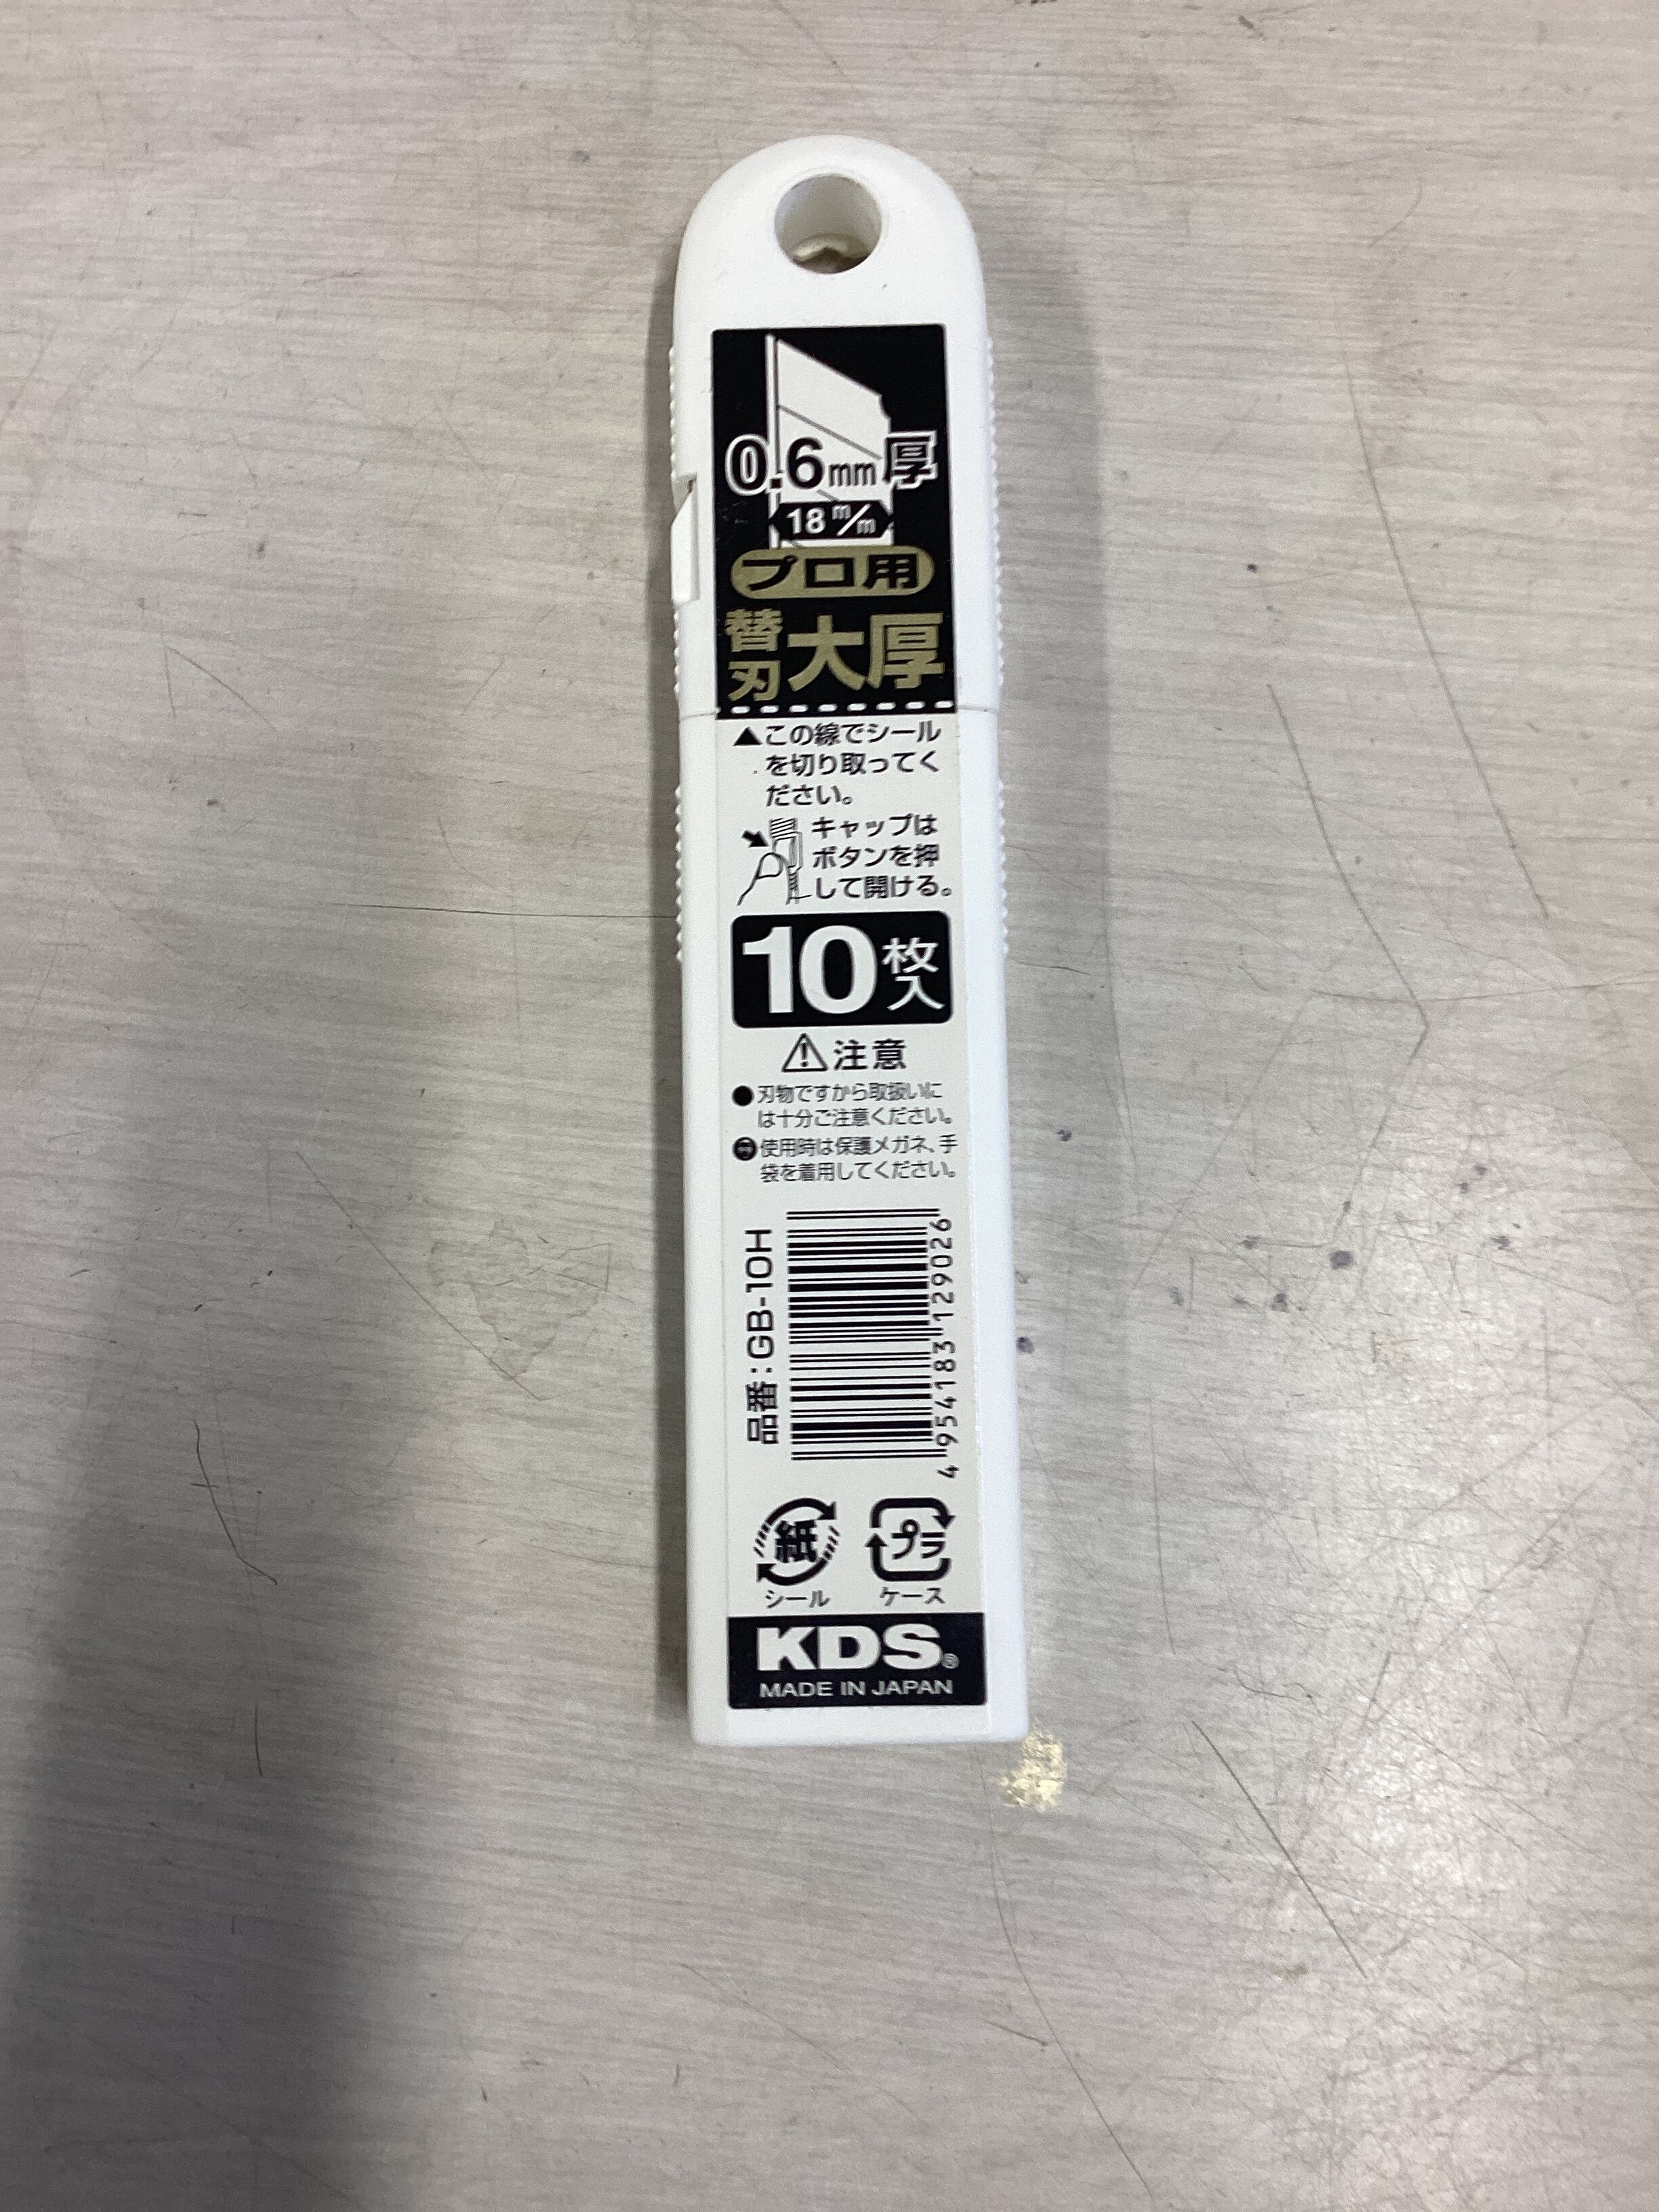 0.6mm厚
18m/m
プロ用
替刃大厚
▲この線でシール
を切り取ってく
ださい。
キャップは
ボタンを押
して開ける。
10枚入
⚠注意
●刃物ですから取扱いに
は十分ご注意ください。
使用時は保護メガネ、手
袋を着用してください。
品番：GB-10H
4 954183 129026
紙
シール
プラ
ケース
KDS®
MADE IN JAPAN